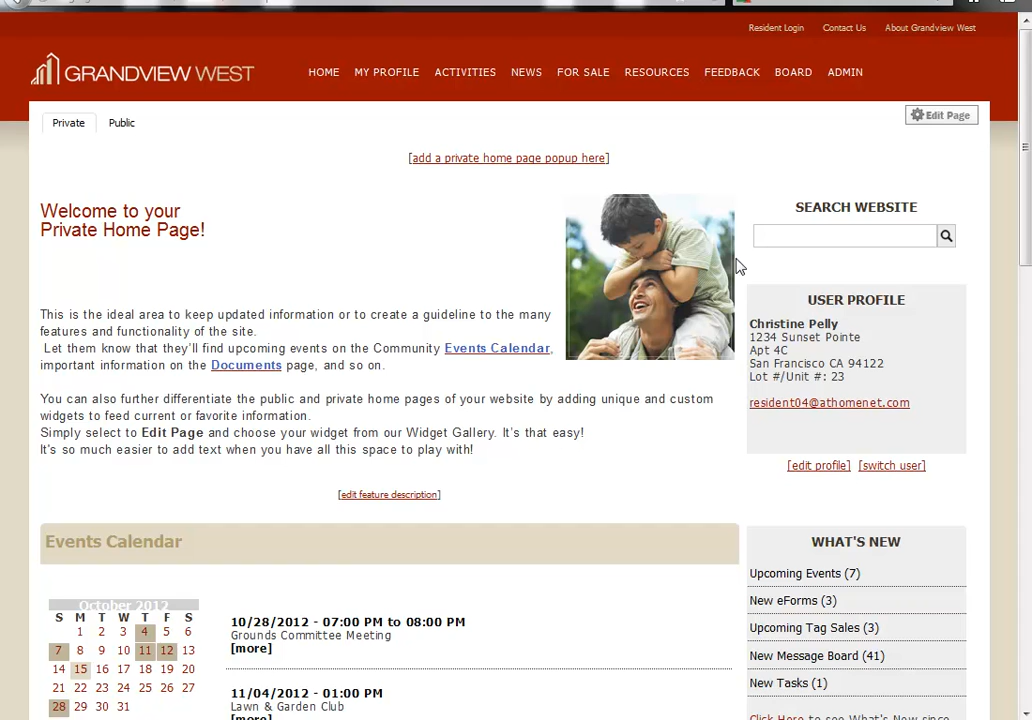 Resident Login Contact Us About Grandview West
GRANDVIEW WEST
HOME MY PROFILE ACTIVITIES NEWS FOR SALE RESOURCES FEEDBACK BOARD ADMIN
Private Public
Edit Page
[add a private home page popup here]
Welcome to your
Private Home Page!
This is the ideal area to keep updated information or to create a guideline to the many
features and functionality of the site.
Let them know that they'll find upcoming events on the Community Events Calendar,
important information on the Documents page, and so on.
You can also further differentiate the public and private home pages of your website by adding unique and custom
widgets to feed current or favorite information.
Simply select to Edit Page and choose your widget from our Widget Gallery. It's that easy!
It's so much easier to add text when you have all this space to play with!
[edit feature description]
SEARCH WEBSITE
USER PROFILE
Christine Pelly
1234 Sunset Pointe
Apt 4C
San Francisco CA 94122
Lot #/Unit #: 23
resident04@athomenet.com
[edit profile] [switch user]
Events Calendar
October 2012
S M T W T F S
1 2 3 4 5 6
7 8 9 10 11 12 13
14 15 16 17 18 19 20
21 22 23 24 25 26 27
28 29 30 31
10/28/2012 - 07:00 PM to 08:00 PM
Grounds Committee Meeting
[more]
11/04/2012 - 01:00 PM
Lawn & Garden Club
[more]
WHAT'S NEW
Upcoming Events (7)
New eForms (3)
Upcoming Tag Sales (3)
New Message Board (41)
New Tasks (1)
Click Here to see What's New since